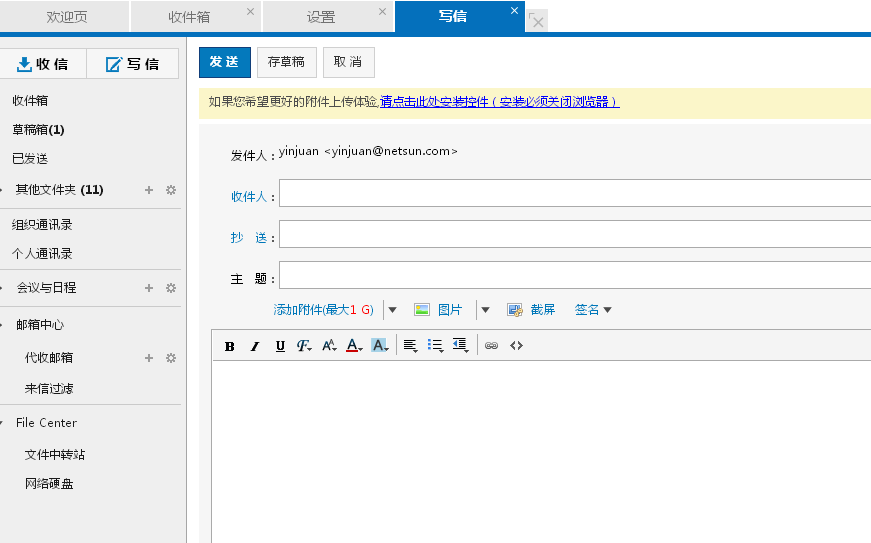 欢迎页 收件箱 设置 写信
收信 写信
发送 存草稿 取消
如果您希望更好的附件上传体验,请点击此处安装控件（安装必须关闭浏览器）
收件箱
草稿箱(1)
已发送
其他文件夹 (11)
组织通讯录
个人通讯录
会议与日程
邮箱中心
代收邮箱
来信过滤
File Center
文件中转站
网络硬盘
发件人：yinjuan <yinjuan@netsun.com>
收件人：
抄 送：
主 题：
添加附件(最大1 G) 图片 截屏 签名
B I U F A A A A